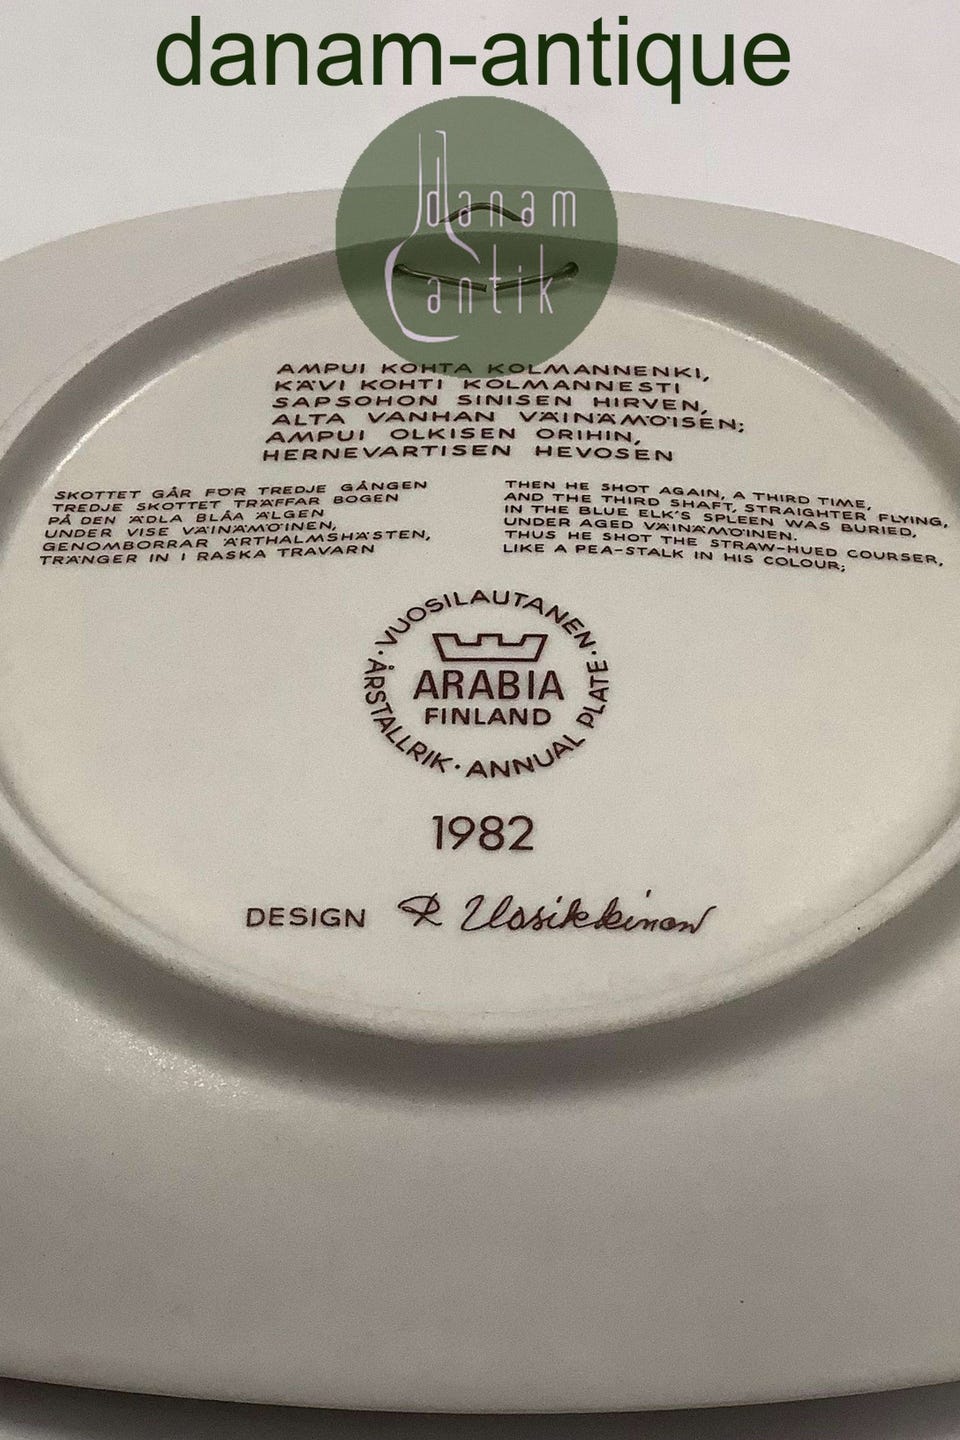 danam-antique
danam
antik
AMPUI KOHTA KOLMANNENKI,
KÄVI KOHTI KOLMANNESTI
SAPSOHON SINISEN HIRVEN,
ALTA VANHAN VÄINÄMÖISEN;
AMPUI OLKISEN ORIHIN,
HERNEVARTISEN HEVOSEN
SKOTTET GÅR FÖR TREDJE GÅNGEN
TREDJE SKOTTET TRÄFFAR BOGEN
PÅ DEN ÄDLA BLÅA ÄLGEN
UNDER VISE VÄINÄMÖINEN,
GENOMBORRAR ÄRTHALMSHÄSTEN,
TRÄNGER IN I RASKA TRAVARN
THEN HE SHOT AGAIN, A THIRD TIME,
AND THE THIRD SHAFT, STRAIGHTER FLYING,
IN THE BLUE ELK'S SPLEEN WAS BURIED,
UNDER AGED VÄINÄMÖINEN.
THUS HE SHOT THE STRAW-HUED COURSER,
LIKE A PEA-STALK IN HIS COLOUR;
· VUOSILAUTANEN · ANNUAL PLATE · ÅRSTALLRIK
ARABIA
FINLAND
1982
DESIGN R Uosikkinen